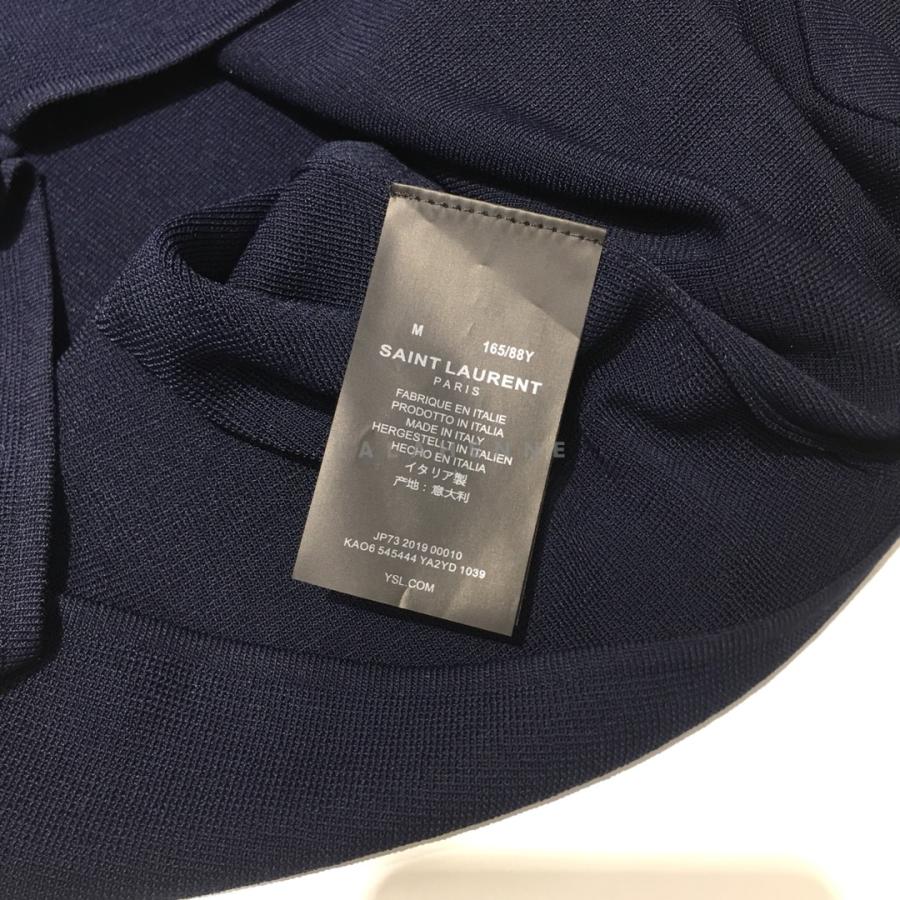 M 165/88Y
SAINT LAURENT
PARIS
FABRIQUE EN ITALIE
PRODOTTO IN ITALIA
MADE IN ITALY
HERGESTELLT IN ITALIEN
HECHO EN ITALIA
イタリア製
产地: 意大利
JP73 2019 00010
KAO6 545444 YA2YD 1039
YSL.COM